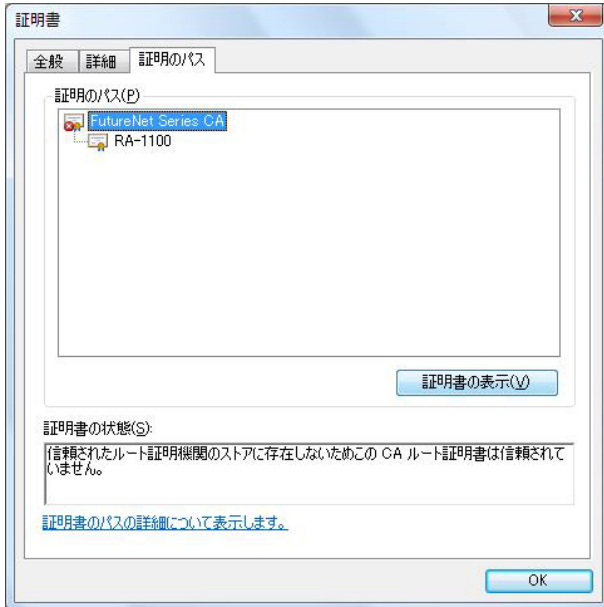 証明書
全般 詳細 証明のパス
証明のパス(P)
FutureNet Series CA
RA-1100
証明書の表示(V)
証明書の状態(S):
信頼されたルート証明機関のストアに存在しないためこの CA ルート証明書は信頼されて
いません。
証明書のパスの詳細について表示します。
OK